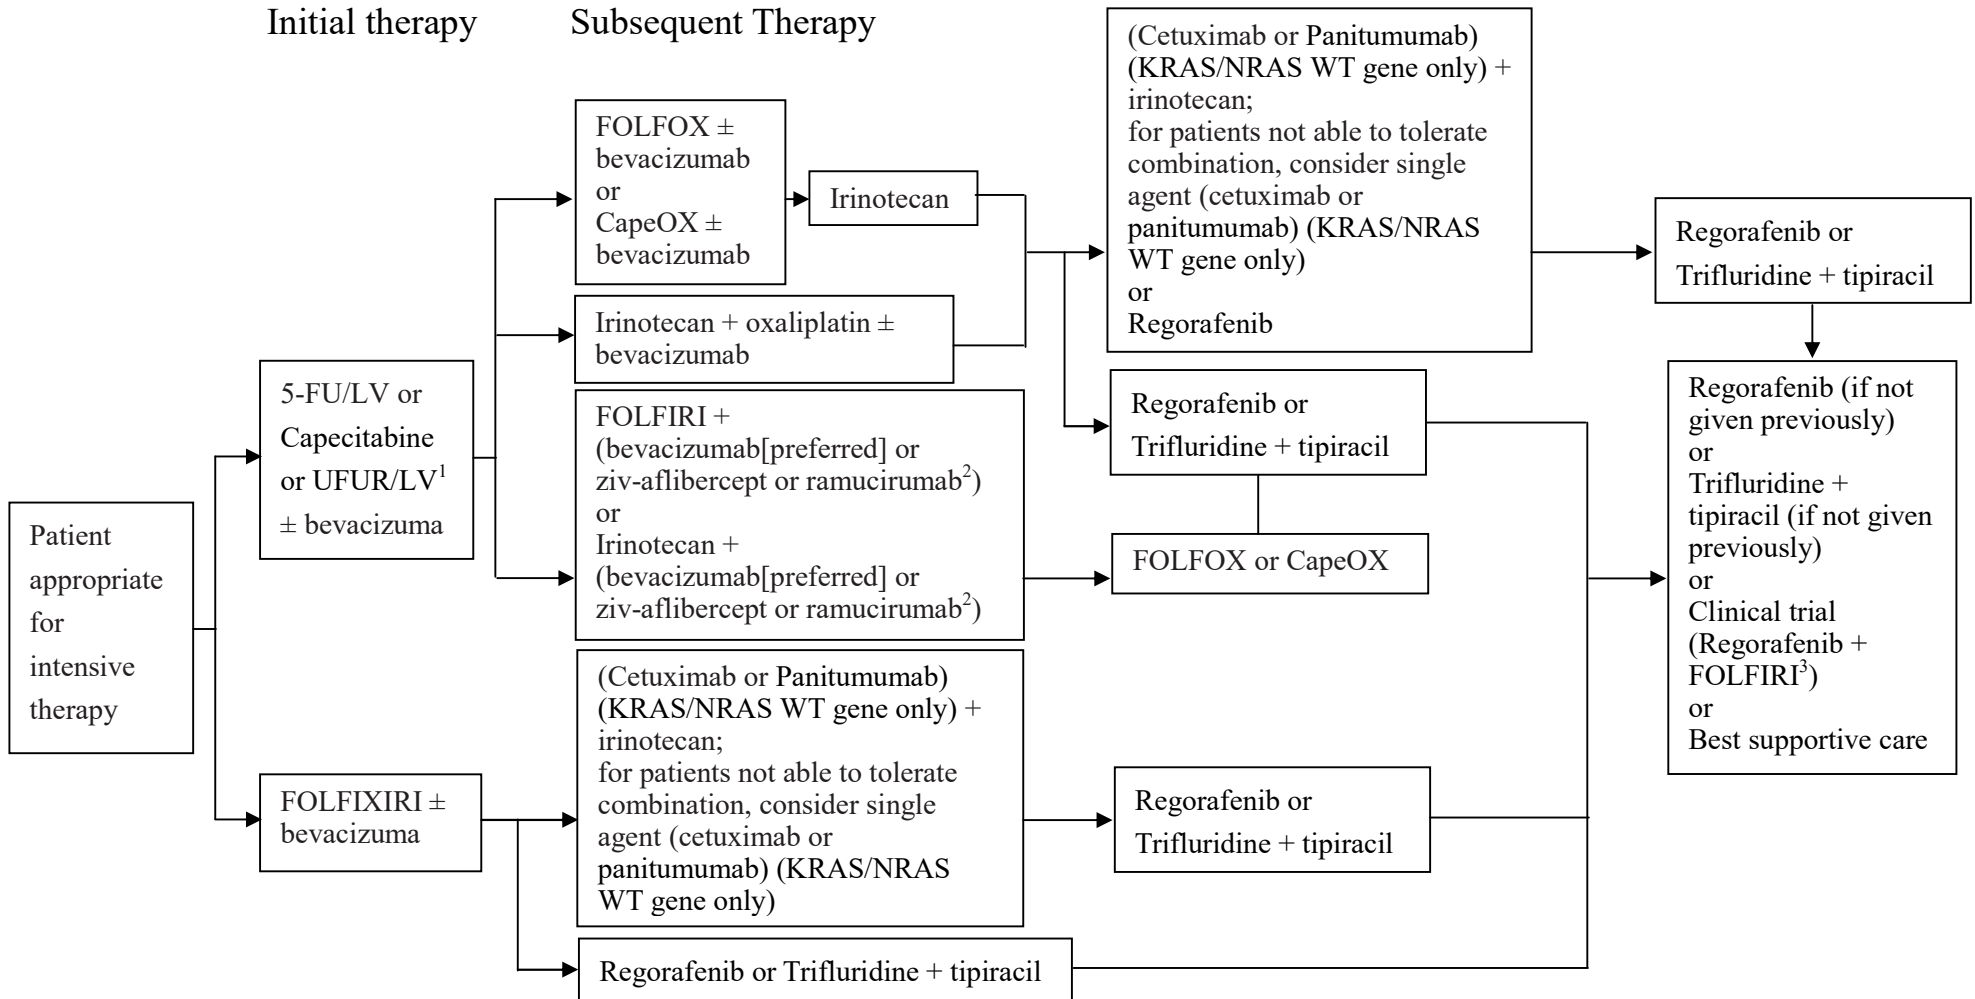 Initial therapy
Subsequent Therapy
Patient
appropriate
for
intensive
therapy
5-FU/LV or
Capecitabine
or UFUR/LV¹
± bevacizuma
FOLFIXIRI ±
bevacizuma
FOLFOX ±
bevacizumab
or
CapeOX ±
bevacizumab
Irinotecan
Irinotecan + oxaliplatin ±
bevacizumab
FOLFIRI +
(bevacizumab[preferred] or
ziv-aflibercept or ramucirumab²)
or
Irinotecan +
(bevacizumab[preferred] or
ziv-aflibercept or ramucirumab²)
(Cetuximab or Panitumumab)
(KRAS/NRAS WT gene only) +
irinotecan;
for patients not able to tolerate
combination, consider single
agent (cetuximab or
panitumumab) (KRAS/NRAS
WT gene only)
Regorafenib or Trifluridine + tipiracil
(Cetuximab or Panitumumab)
(KRAS/NRAS WT gene only) +
irinotecan;
for patients not able to tolerate
combination, consider single
agent (cetuximab or
panitumumab) (KRAS/NRAS
WT gene only)
or
Regorafenib
Regorafenib or
Trifluridine + tipiracil
FOLFOX or CapeOX
Regorafenib or
Trifluridine + tipiracil
Regorafenib or
Trifluridine + tipiracil
Regorafenib (if not
given previously)
or
Trifluridine +
tipiracil (if not given
previously)
or
Clinical trial
(Regorafenib +
FOLFIRI³)
or
Best supportive care